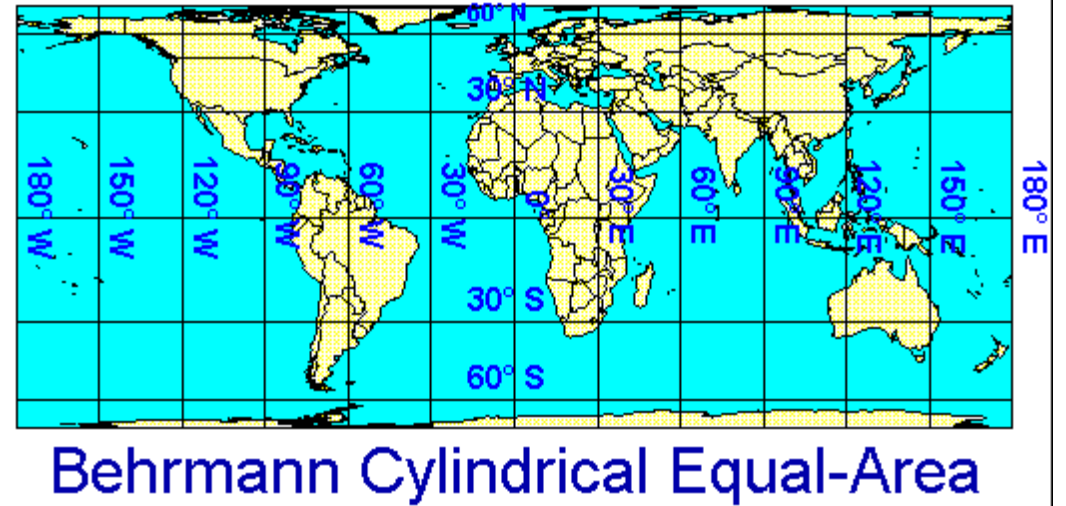 60° N
30° N
180° W
150° W
120° W
90° W
60° W
30° W
0°
30° E
60° E
90° E
120° E
150° E
180° E
30° S
60° S
Behrmann Cylindrical Equal-Area